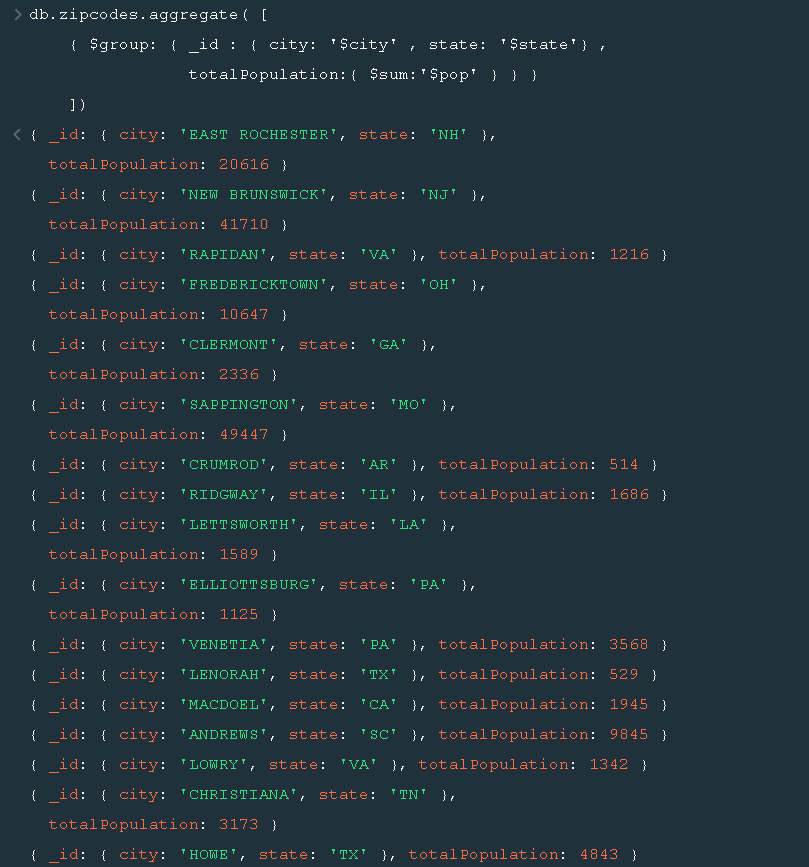 > db.zipcodes.aggregate( [
{ $group: { _id : { city: '$city' , state: '$state'} ,
totalPopulation:{ $sum:'$pop' } } }
])
< { _id: { city: 'EAST ROCHESTER', state: 'NH' },
totalPopulation: 20616 }
{ _id: { city: 'NEW BRUNSWICK', state: 'NJ' },
totalPopulation: 41710 }
{ _id: { city: 'RAPIDAN', state: 'VA' }, totalPopulation: 1216 }
{ _id: { city: 'FREDERICKTOWN', state: 'OH' },
totalPopulation: 10647 }
{ _id: { city: 'CLERMONT', state: 'GA' },
totalPopulation: 2336 }
{ _id: { city: 'SAPPINGTON', state: 'MO' },
totalPopulation: 49447 }
{ _id: { city: 'CRUMROD', state: 'AR' }, totalPopulation: 514 }
{ _id: { city: 'RIDGWAY', state: 'IL' }, totalPopulation: 1686 }
{ _id: { city: 'LETTSWORTH', state: 'LA' },
totalPopulation: 1589 }
{ _id: { city: 'ELLIOTTSBURG', state: 'PA' },
totalPopulation: 1125 }
{ _id: { city: 'VENETIA', state: 'PA' }, totalPopulation: 3568 }
{ _id: { city: 'LENORAH', state: 'TX' }, totalPopulation: 529 }
{ _id: { city: 'MACDOEL', state: 'CA' }, totalPopulation: 1945 }
{ _id: { city: 'ANDREWS', state: 'SC' }, totalPopulation: 9845 }
{ _id: { city: 'LOWRY', state: 'VA' }, totalPopulation: 1342 }
{ _id: { city: 'CHRISTIANA', state: 'TN' },
totalPopulation: 3173 }
{ _id: { city: 'HOWE', state: 'TX' }, totalPopulation: 4843 }